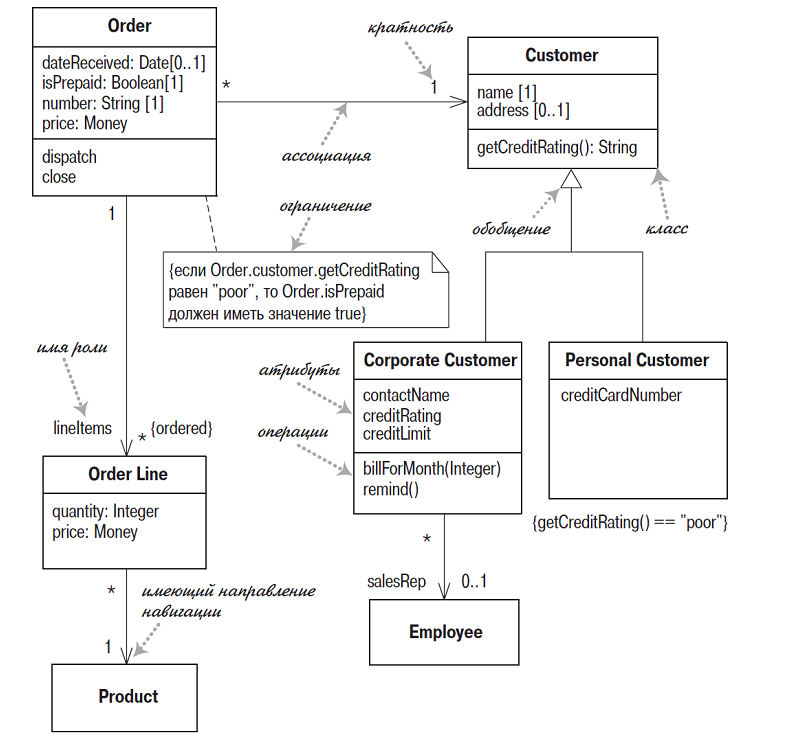 Order
dateReceived: Date[0..1]
isPrepaid: Boolean[1]
number: String [1]
price: Money
dispatch
close
кратность
*
1
ассоциация
Customer
name [1]
address [0..1]
getCreditRating(): String
1
ограничение
обобщение
класс
{если Order.customer.getCreditRating
равен "poor", то Order.isPrepaid
должен иметь значение true}
имя роли
lineItems
*
{ordered}
атрибуты
операции
Corporate Customer
contactName
creditRating
creditLimit
billForMonth(Integer)
remind()
Personal Customer
creditCardNumber
{getCreditRating() == "poor"}
Order Line
quantity: Integer
price: Money
*
имеющий направление
навигации
1
Product
*
salesRep
0..1
Employee